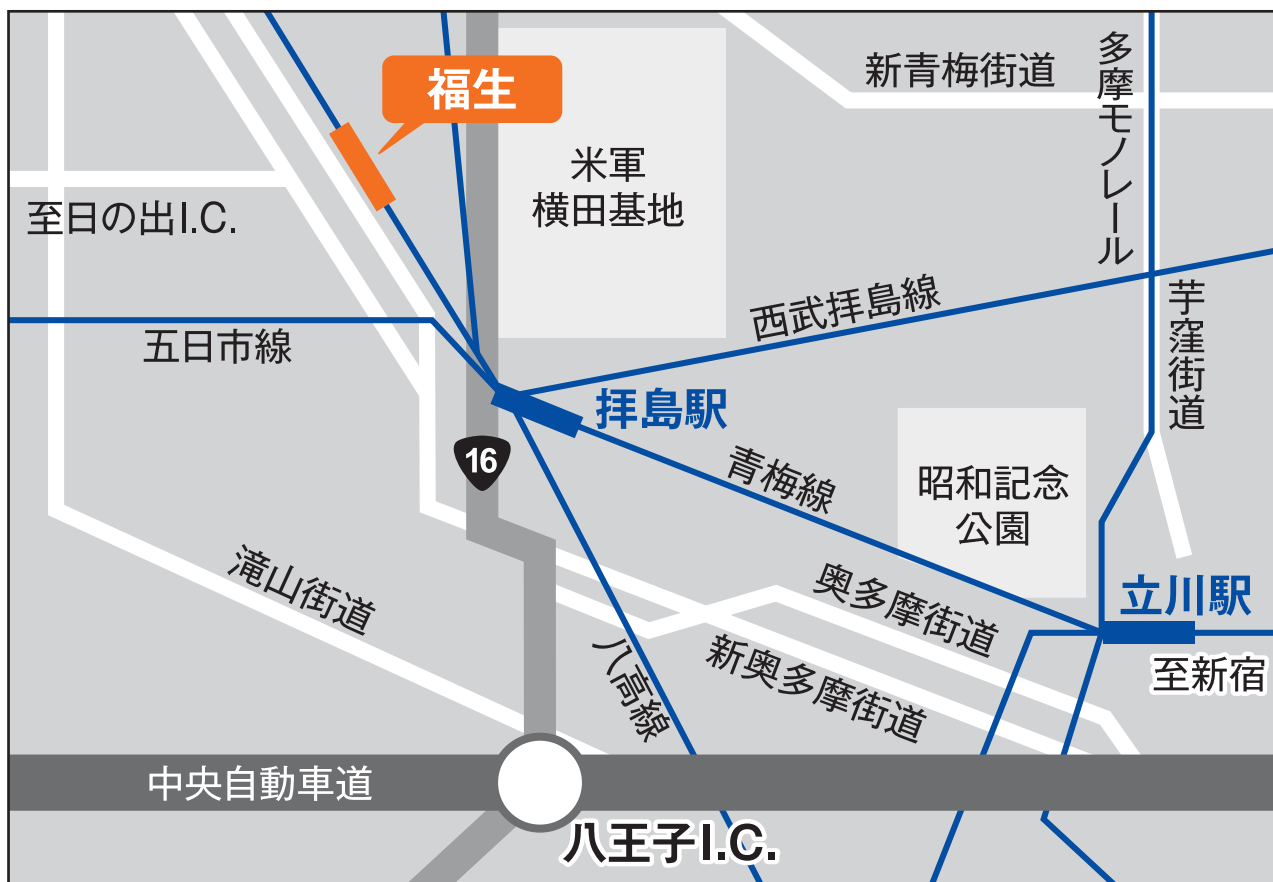 福生
新青梅街道
多摩モノレール
米軍
横田基地
至日の出I.C.
西武拝島線
芋窪街道
五日市線
拝島駅
16
青梅線
昭和記念
公園
滝山街道
奥多摩街道
立川駅
新奥多摩街道
八高線
至新宿
中央自動車道
八王子I.C.